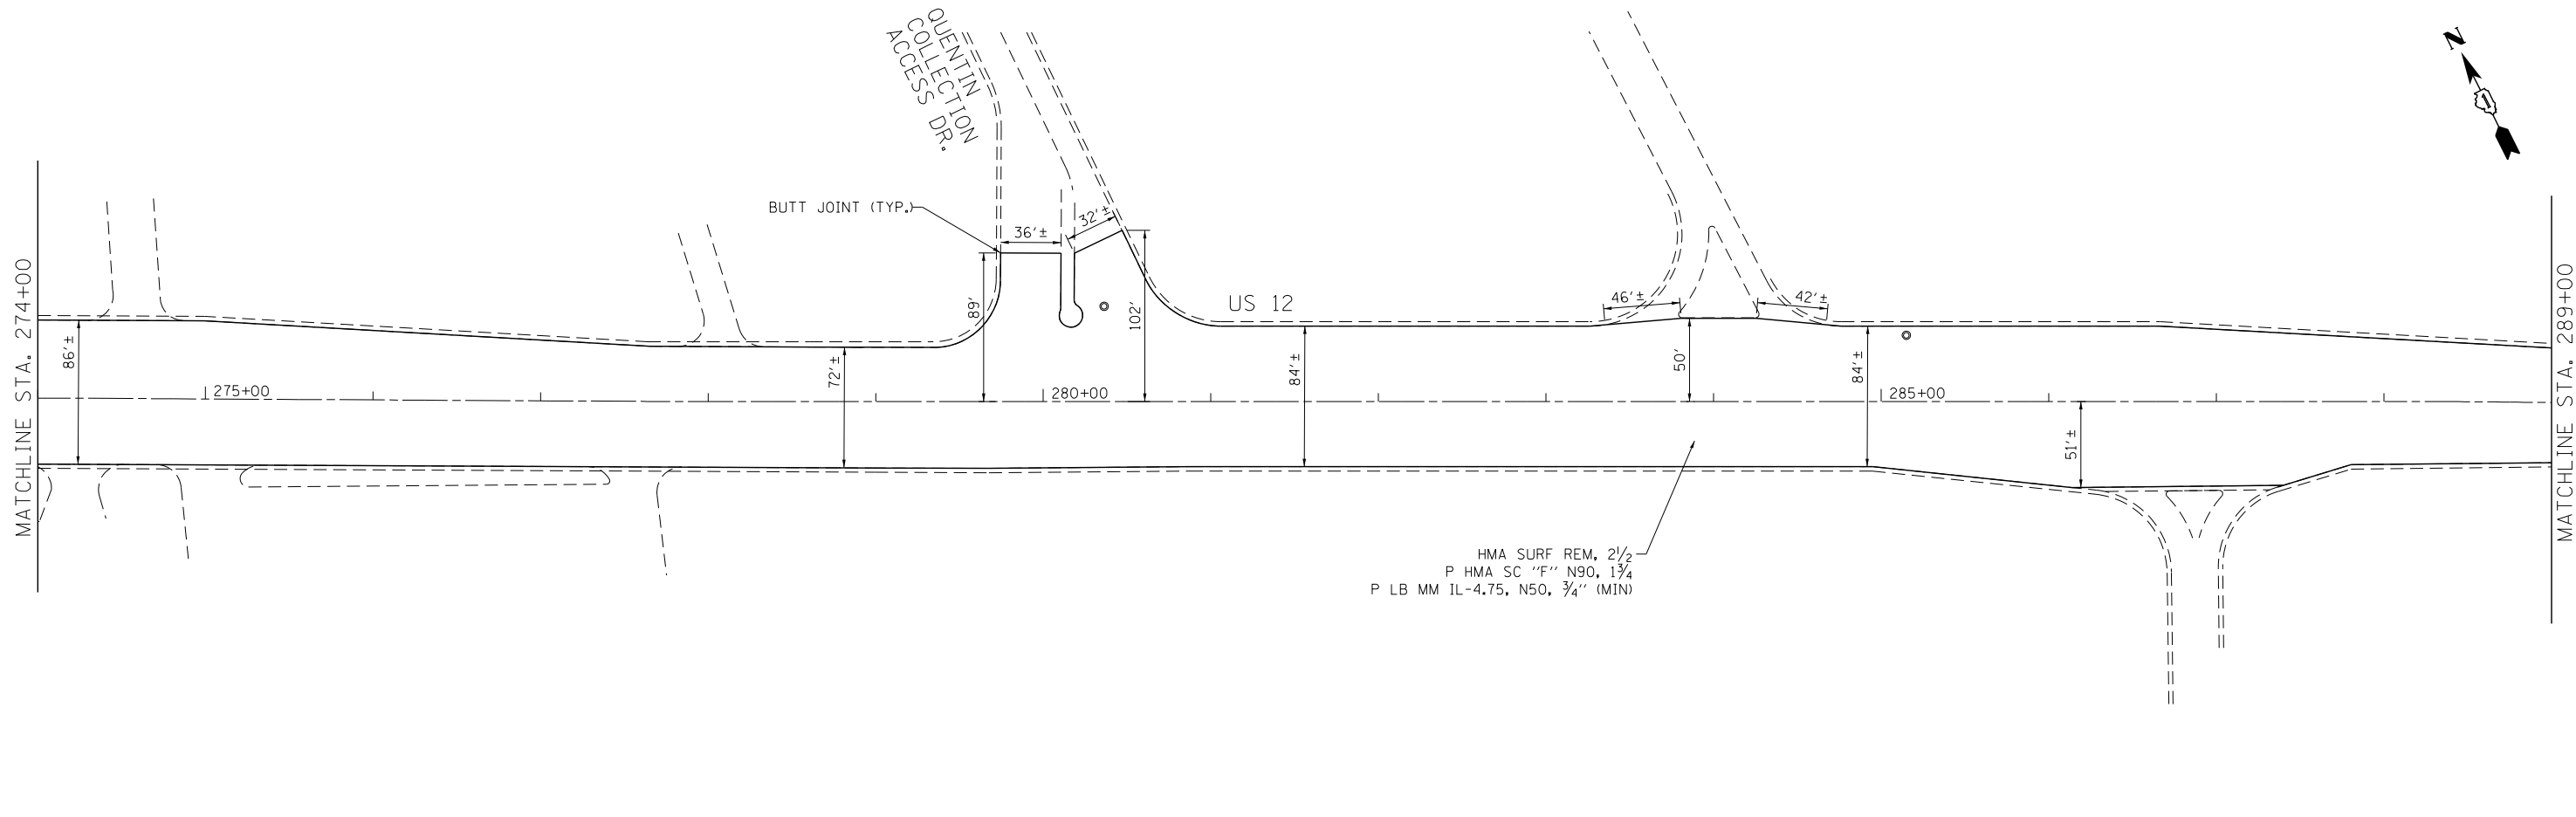 QUENTIN
COLLECTION
ACCESS DR.
N
BUTT JOINT (TYP.)
36'±
32'±
89'
102'
US 12
46'±
42'±
MATCHLINE STA. 274+00
86'±
275+00
72'±
280+00
84'±
50'
84'±
285+00
51'±
MATCHLINE STA. 289+00
HMA SURF REM, 2½
P HMA SC "F" N90, 1¾
P LB MM IL-4.75, N50, ¾" (MIN)